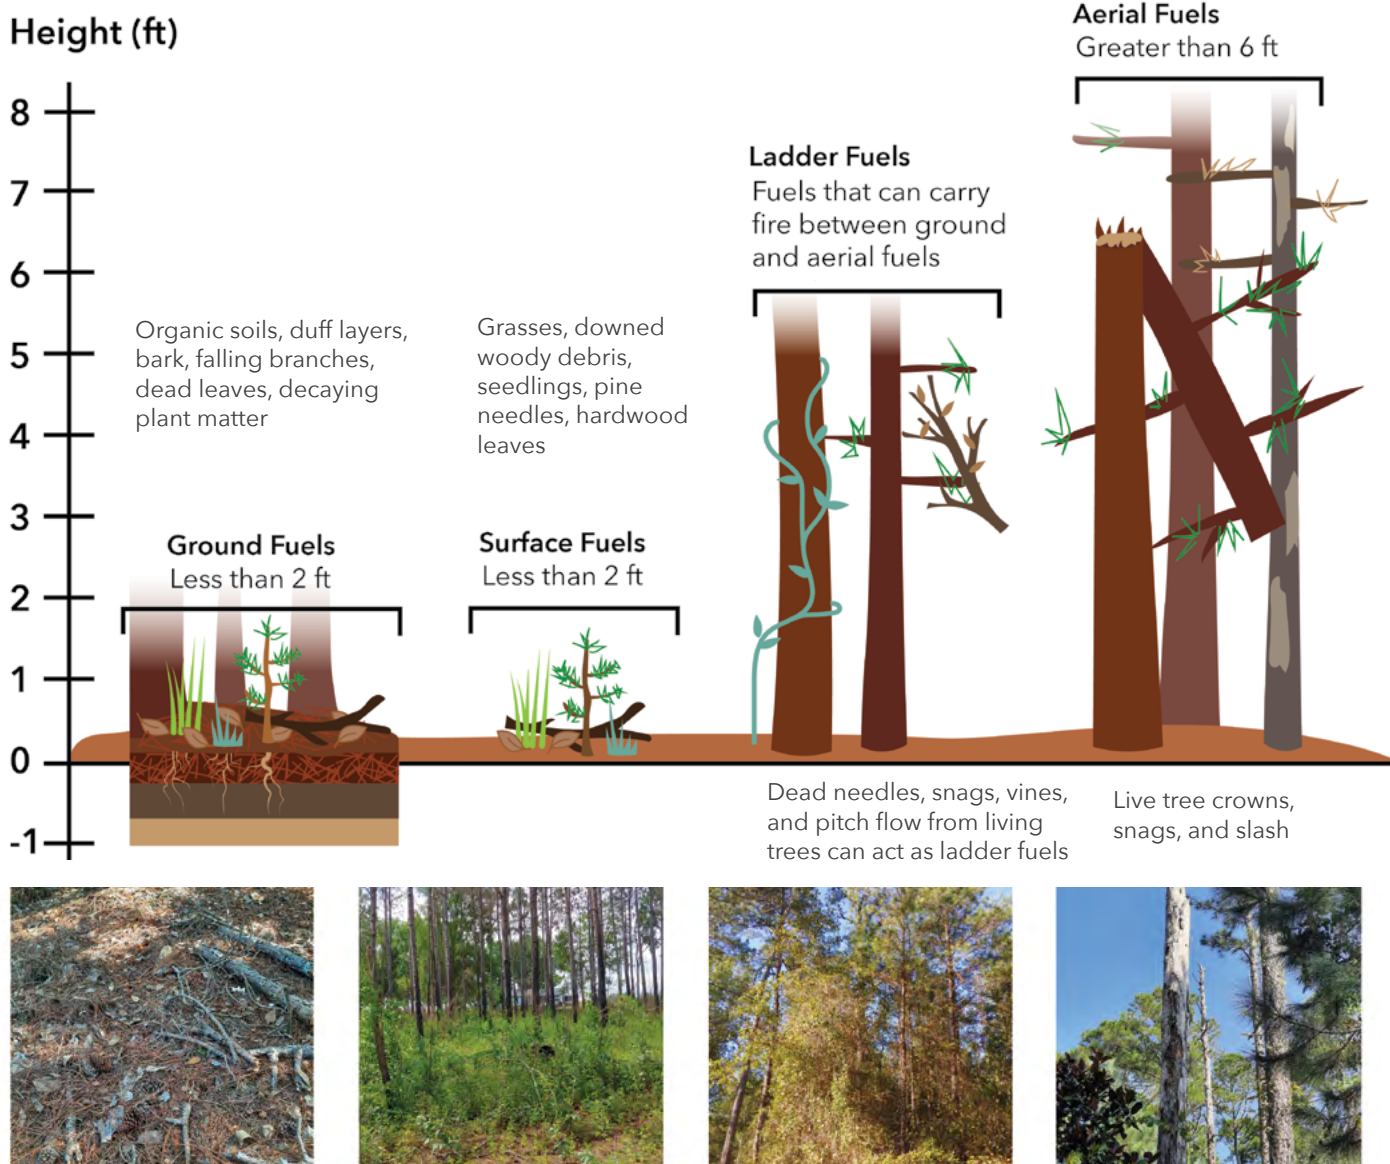 Height (ft)
8
7
6
5
4
3
2
1
0
-1
Organic soils, duff layers,
bark, falling branches,
dead leaves, decaying
plant matter
Ground Fuels
Less than 2 ft
Grasses, downed
woody debris,
seedlings, pine
needles, hardwood
leaves
Surface Fuels
Less than 2 ft
Ladder Fuels
Fuels that can carry
fire between ground
and aerial fuels
Dead needles, snags, vines,
and pitch flow from living
trees can act as ladder fuels
Aerial Fuels
Greater than 6 ft
Live tree crowns,
snags, and slash